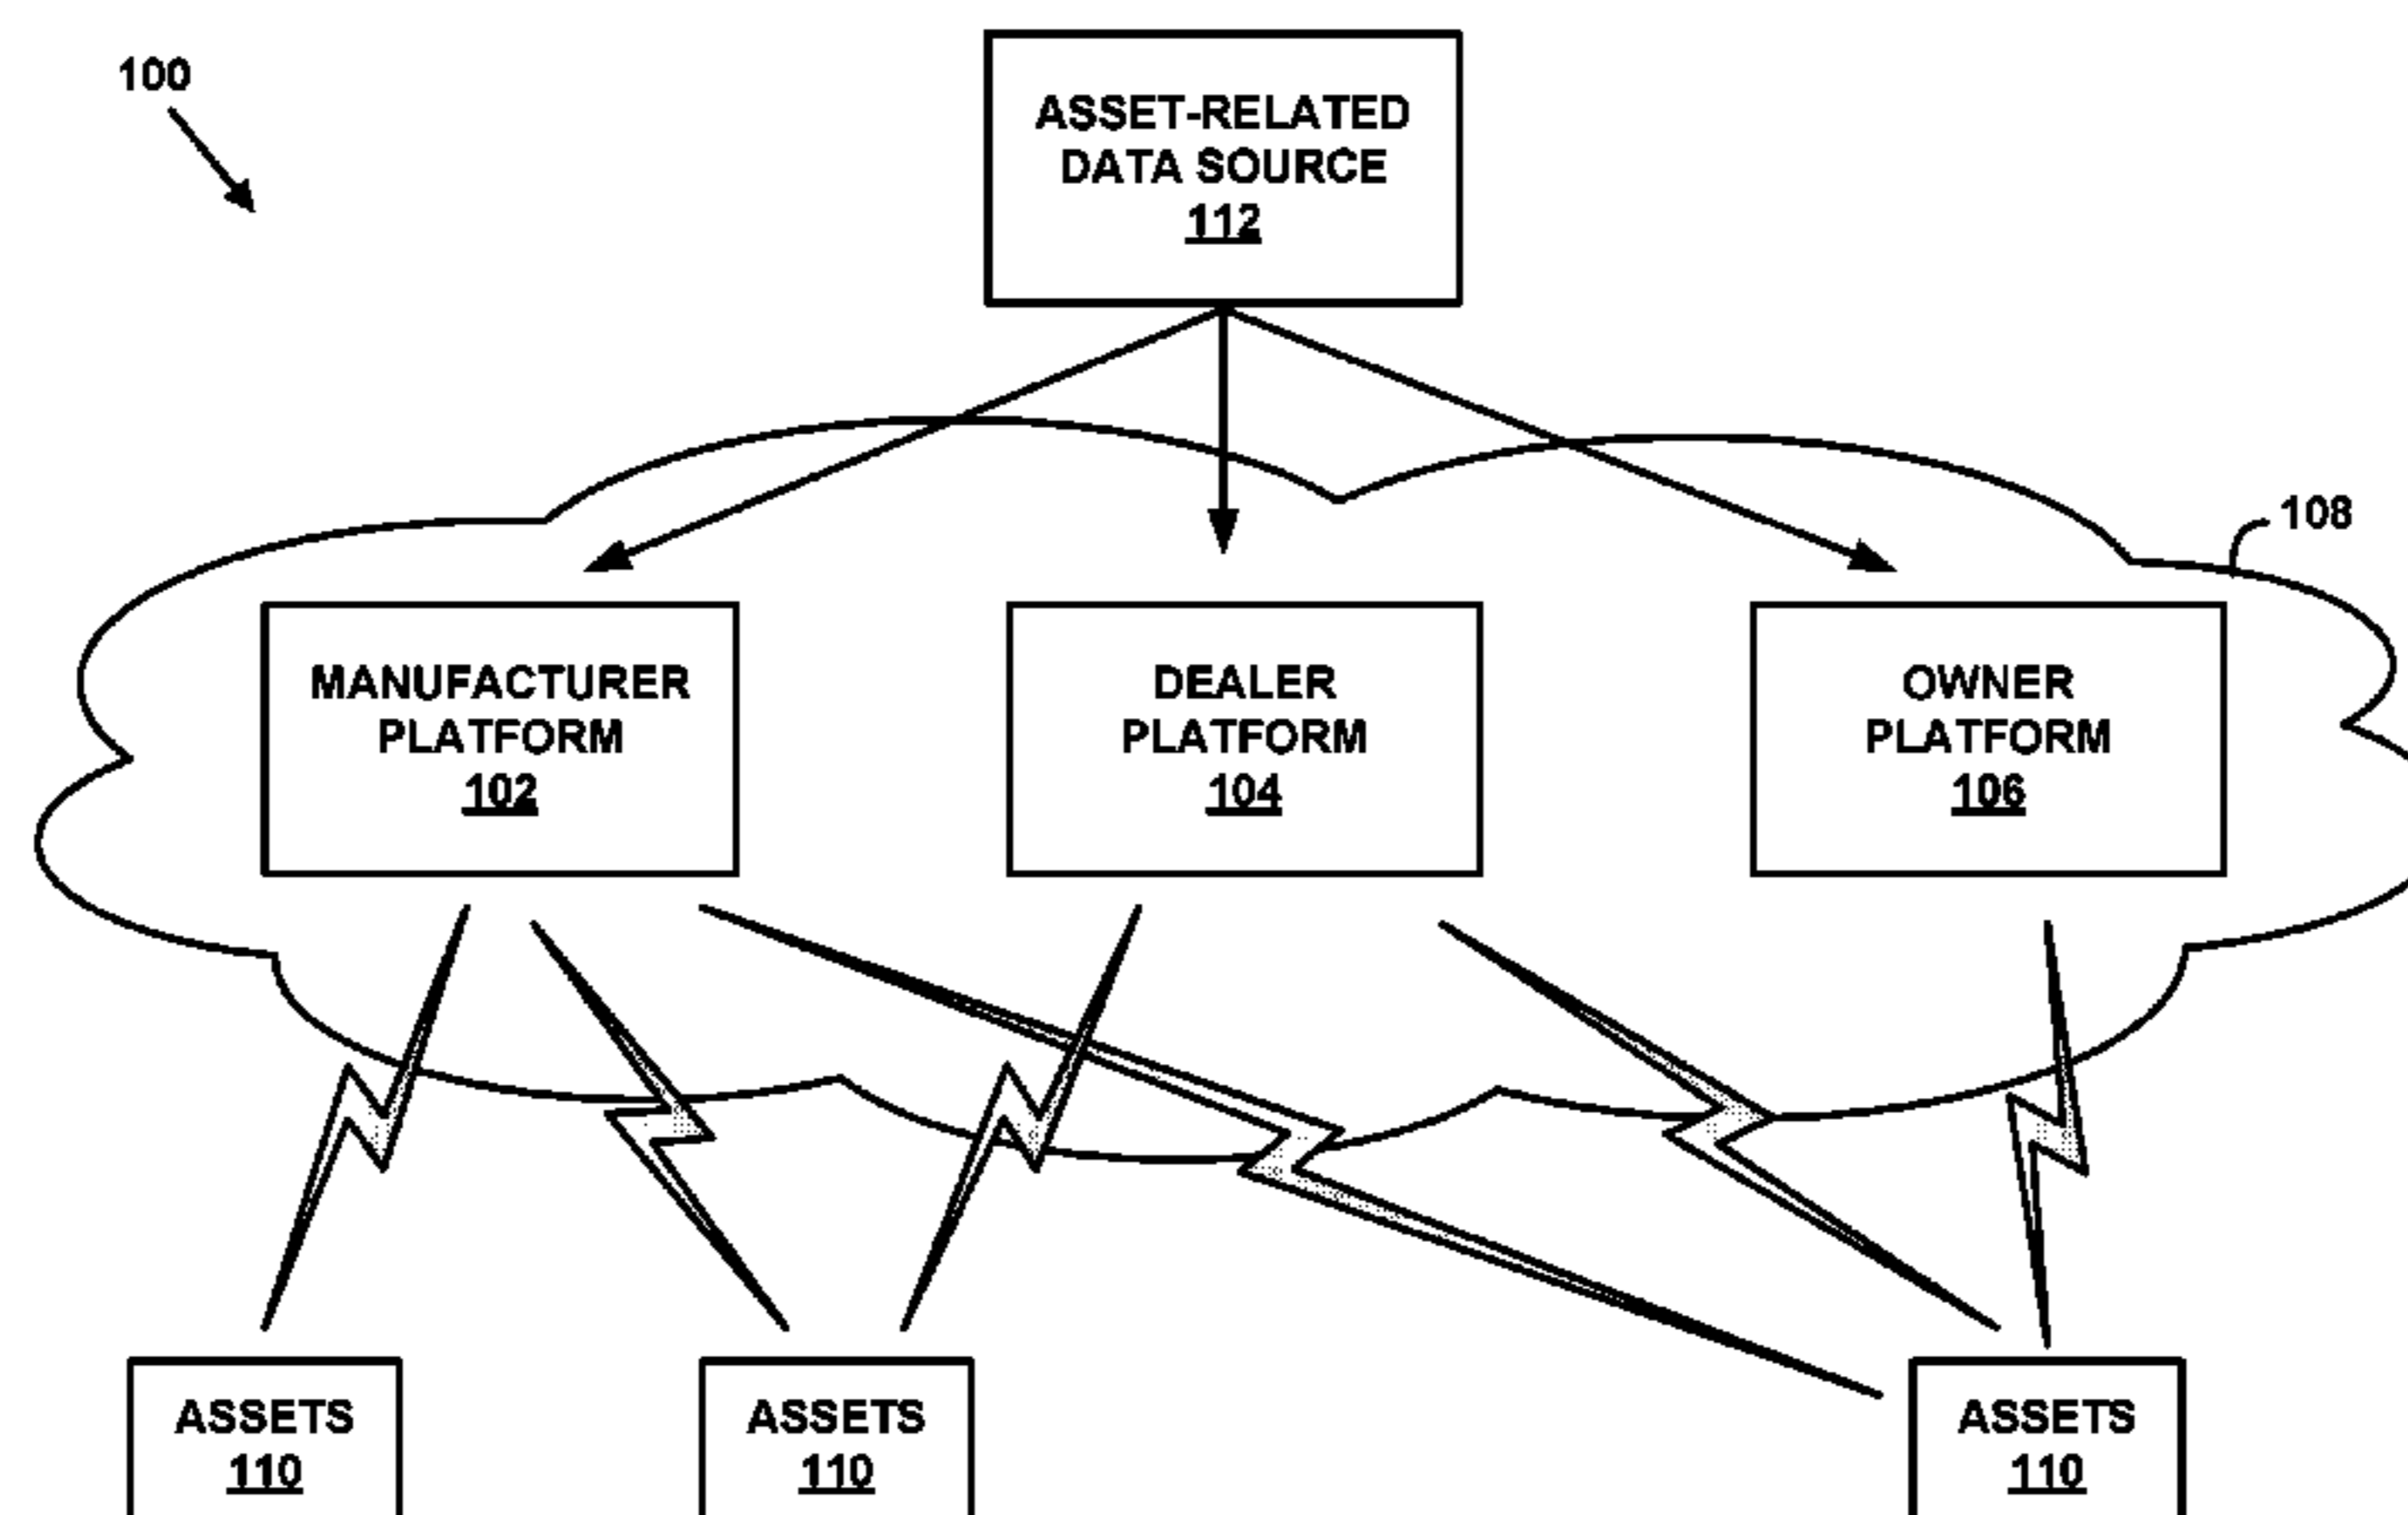 100
ASSET-RELATED
DATA SOURCE
112
108
MANUFACTURER
PLATFORM
102
DEALER
PLATFORM
104
OWNER
PLATFORM
106
ASSETS
110
ASSETS
110
ASSETS
110